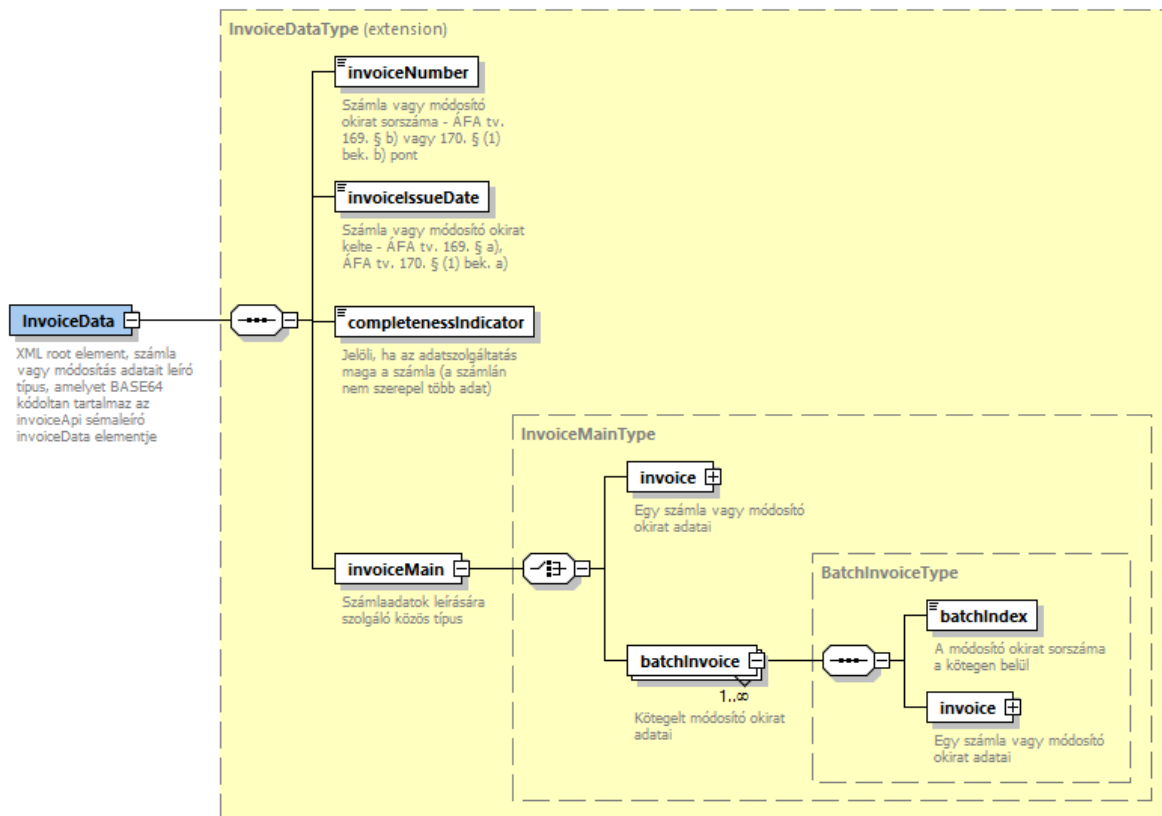 InvoiceDataType (extension)
invoiceNumber
Számla vagy módosító
okirat sorszáma - ÁFA tv.
169. § b) vagy 170. § (1)
bek. b) pont
invoiceIssueDate
Számla vagy módosító okirat
kelte - ÁFA tv. 169. § a),
ÁFA tv. 170. § (1) bek. a)
InvoiceData
XML root element, számla
vagy módosítás adatait leíró
típus, amelyet BASE64
kódoltan tartalmaz az
invoiceApi sémaleíró
invoiceData elementje
completenessIndicator
Jelöli, ha az adatszolgáltatás
maga a számla (a számlán
nem szerepel több adat)
InvoiceMainType
invoice
Egy számla vagy módosító
okirat adatai
invoiceMain
Számlaadatok leírására
szolgáló közös típus
batchInvoice
1..∞
Kötegelt módosító okirat
adatai
BatchInvoiceType
batchIndex
A módosító okirat sorszáma
a kötegen belül
invoice
Egy számla vagy módosító
okirat adatai